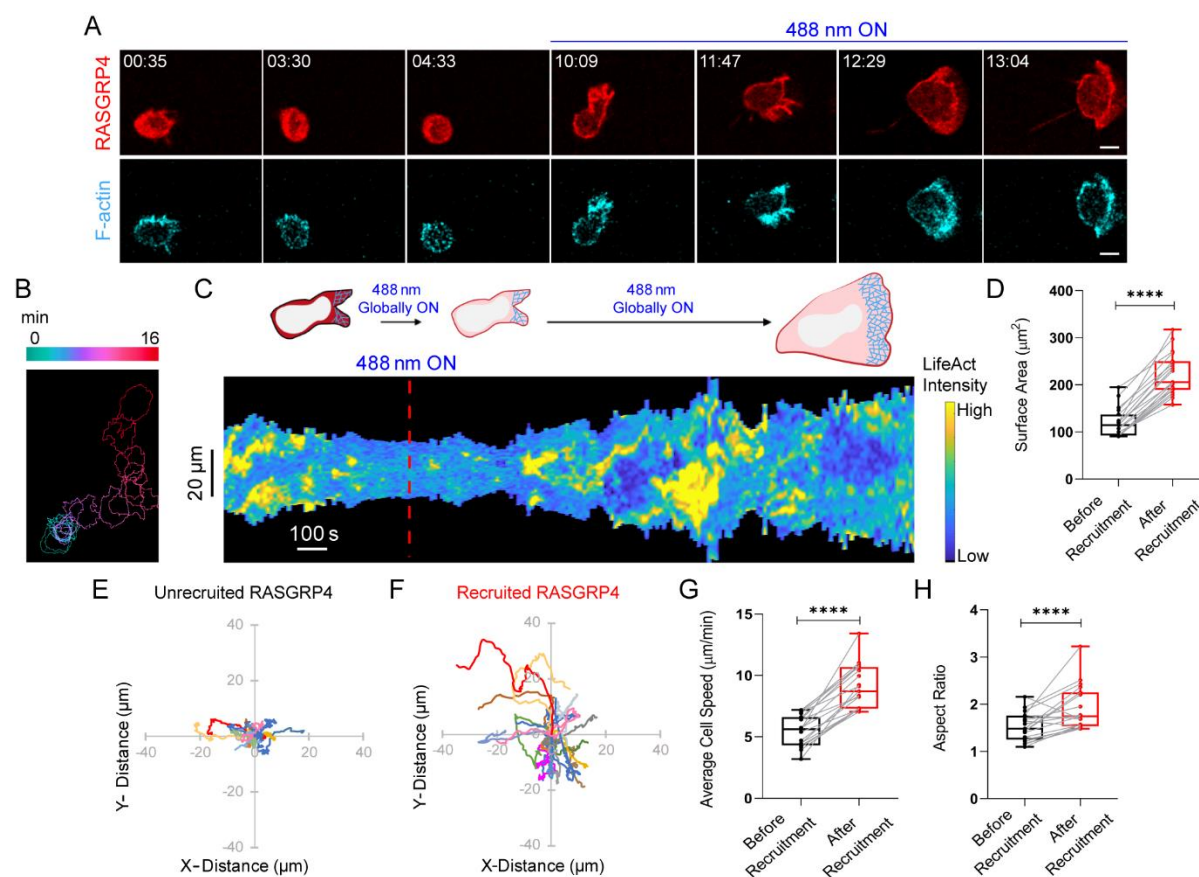 A
488 nm ON
RASGRP4
00:35
03:30
04:33
10:09
11:47
12:29
13:04
F-actin
B
min
0
16
C
488 nm
Globally ON
488 nm
Globally ON
488 nm ON
20 µm
100 s
LifeAct
Intensity
High
Low
D
****
Surface Area (µm²)
400
300
200
100
0
Before
Recruitment
After
Recruitment
E
Unrecruited RASGRP4
40
20
-40
-20
0
20
40
-20
-40
Y- Distance (µm)
X-Distance (µm)
F
Recruited RASGRP4
40
20
-40
-20
0
20
40
-20
-40
Y-Distance (µm)
X-Distance (µm)
G
****
Average Cell Speed (µm/min)
15
10
5
0
Before
Recruitment
After
Recruitment
H
****
Aspect Ratio
4
3
2
1
0
Before
Recruitment
After
Recruitment